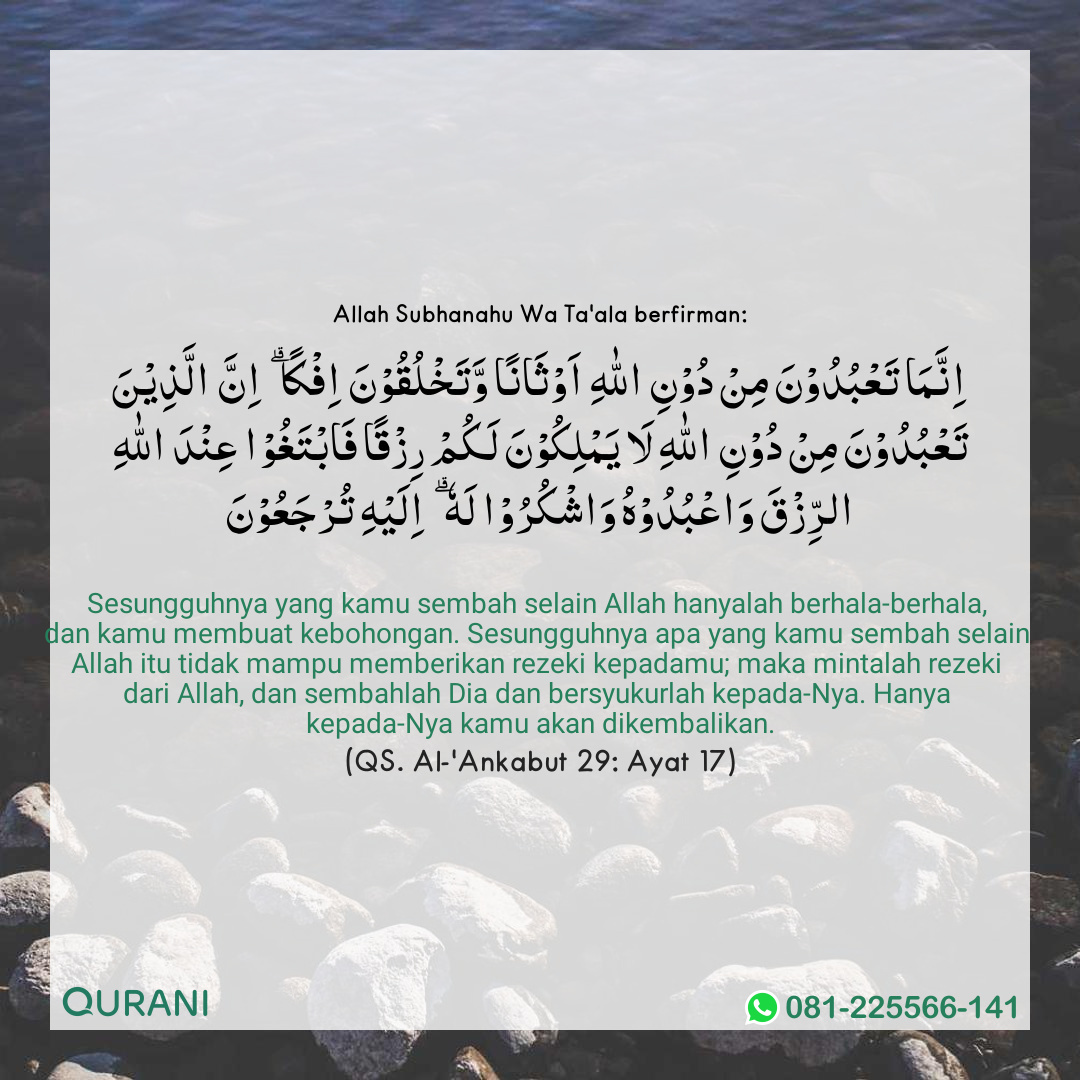 Allah Subhanahu Wa Ta'ala berfirman:
اِنَّمَا تَعْبُدُوْنَ مِنْ دُوْنِ اللّٰهِ اَوْثَانًا وَّتَخْلُقُوْنَ اِفْكًا ۗ اِنَّ الَّذِيْنَ
تَعْبُدُوْنَ مِنْ دُوْنِ اللّٰهِ لَا يَمْلِكُوْنَ لَكُمْ رِزْقًا فَابْتَغُوْا عِنْدَ اللّٰهِ
الرِّزْقَ وَاعْبُدُوْهُ وَاشْكُرُوْا لَهٗ ۗ اِلَيْهِ تُرْجَعُوْنَ
Sesungguhnya yang kamu sembah selain Allah hanyalah berhala-berhala,
dan kamu membuat kebohongan. Sesungguhnya apa yang kamu sembah selain
Allah itu tidak mampu memberikan rezeki kepadamu; maka mintalah rezeki
dari Allah, dan sembahlah Dia dan bersyukurlah kepada-Nya. Hanya
kepada-Nya kamu akan dikembalikan.
(QS. Al-'Ankabut 29: Ayat 17)
QURANI
081-225566-141